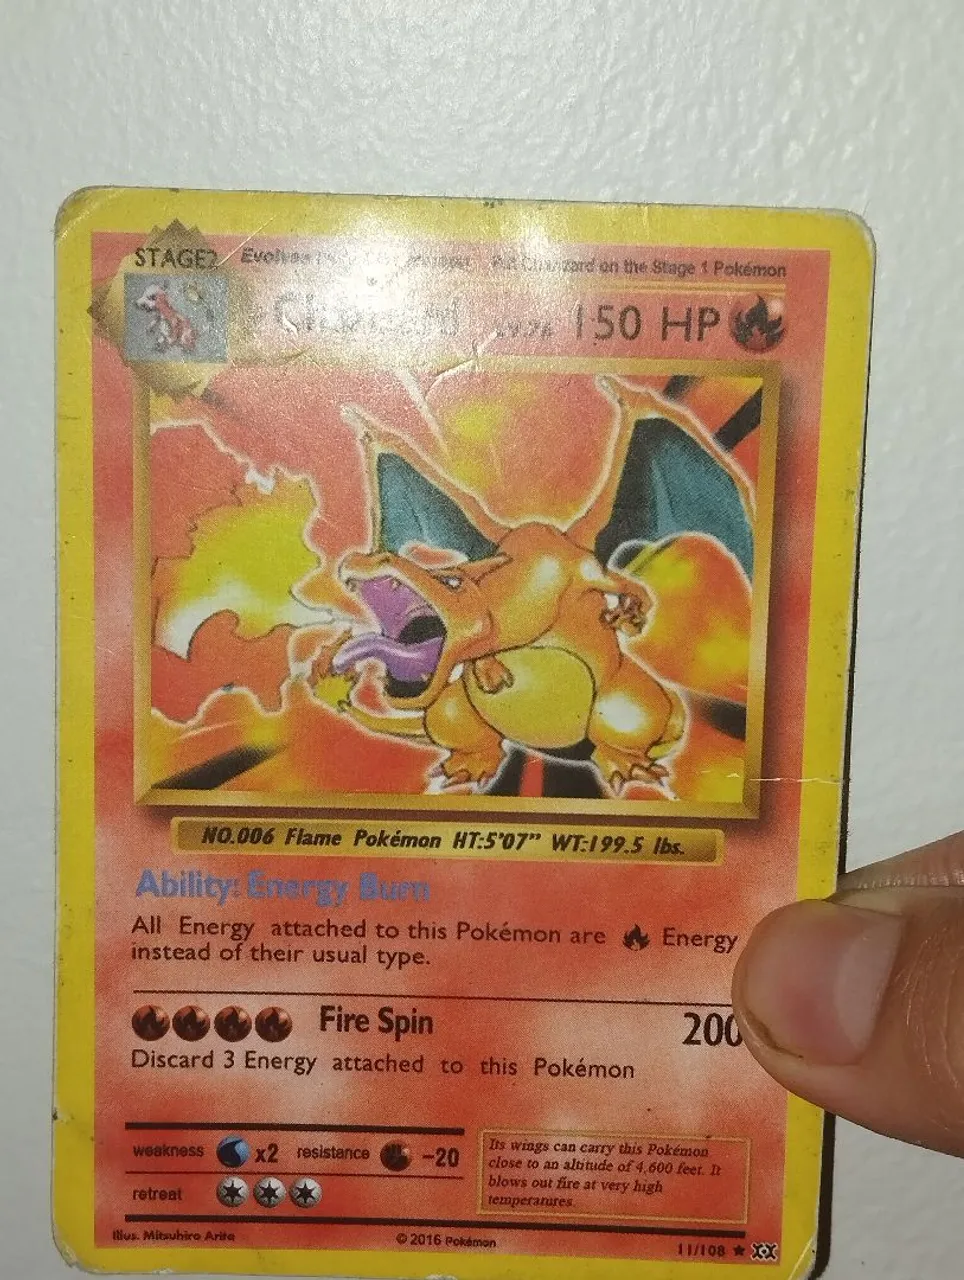 STAGE2 Evolves Put Charizard on the Stage 1 Pokémon
Charizard LV.76 150 HP
NO.006 Flame Pokémon HT:5'07” WT:199.5 lbs.
Ability: Energy Burn
All Energy attached to this Pokémon are Energy
instead of their usual type.
Fire Spin 200
Discard 3 Energy attached to this Pokémon
weakness x2 resistance -20
retreat
Its wings can carry this Pokémon
close to an altitude of 4,600 feet. It
blows out fire at very high
temperatures.
Illus. Mitsuhiro Arita © 2016 Pokémon 11/108